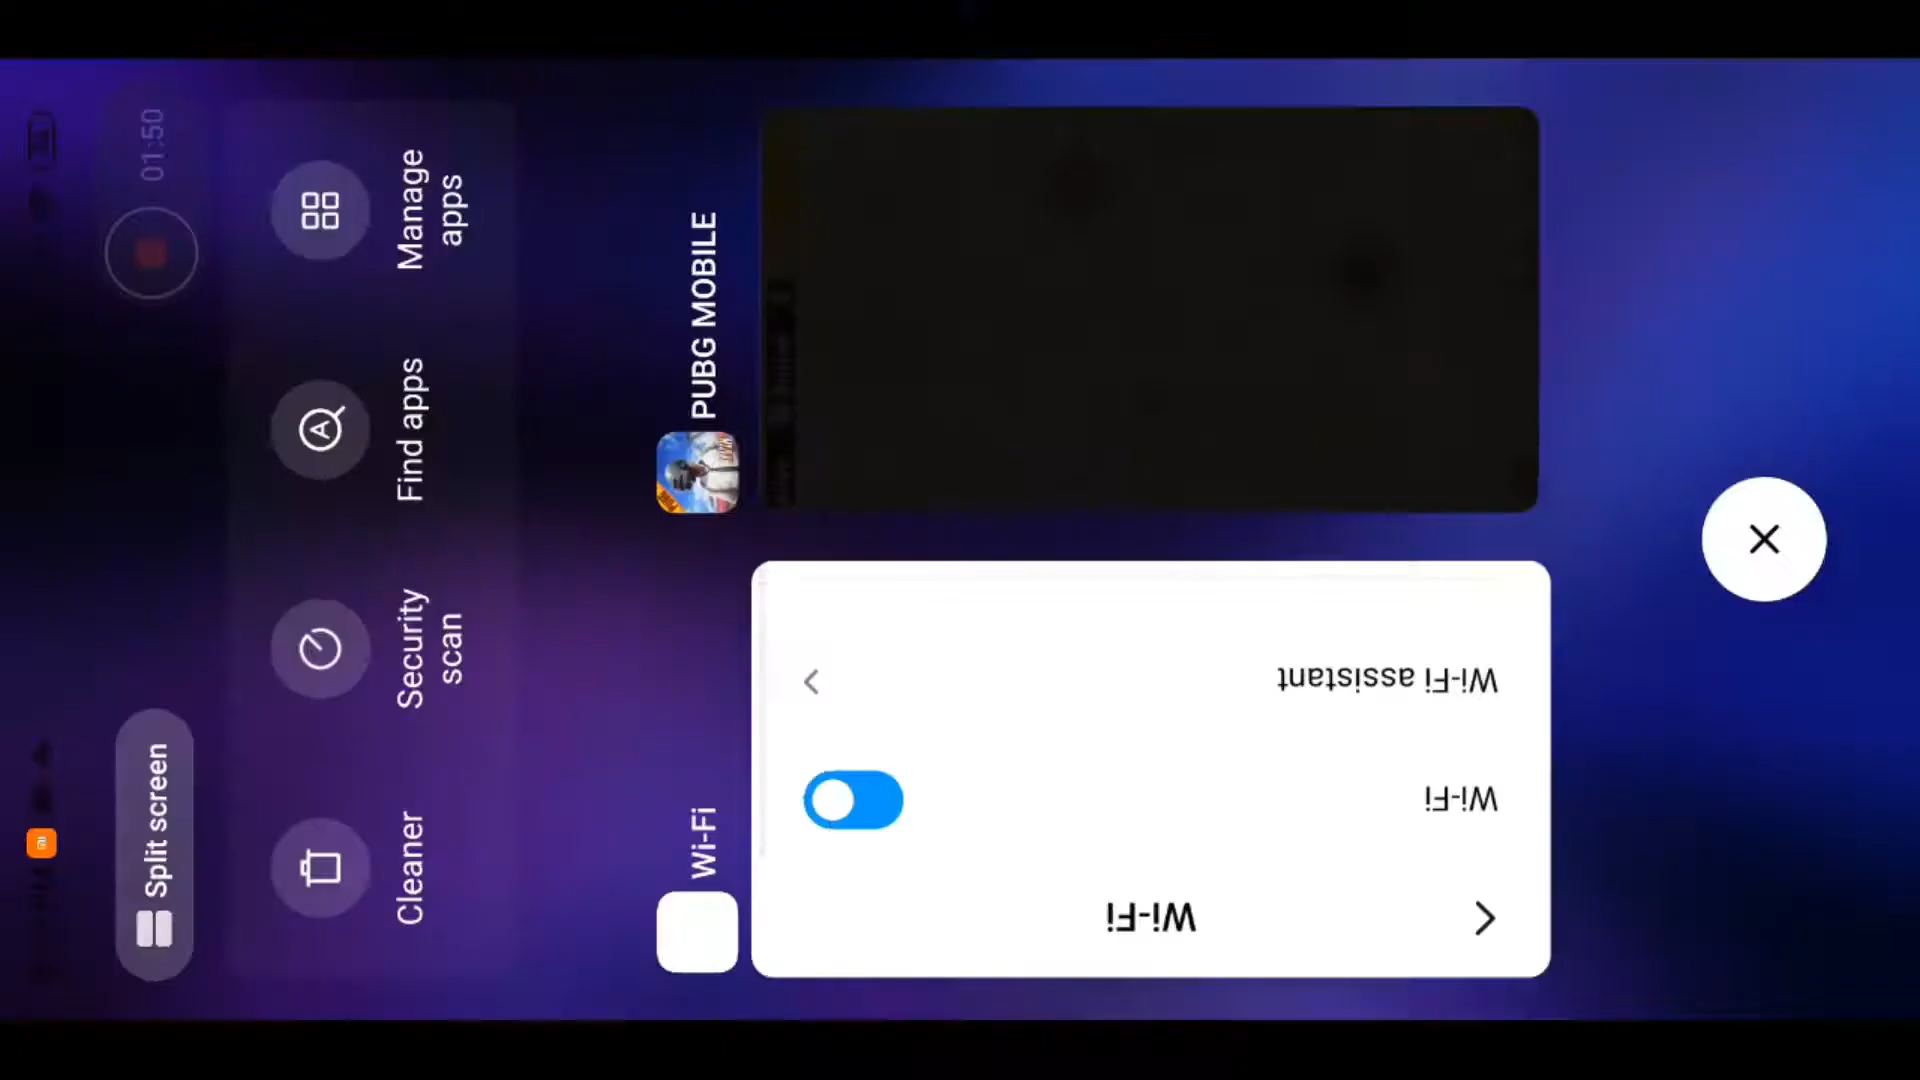 01:50
Split screen
Cleaner
Security
scan
Find apps
Manage
apps
Wi-Fi
PUBG MOBILE
Wi-Fi
Wi-Fi
Wi-Fi assistant